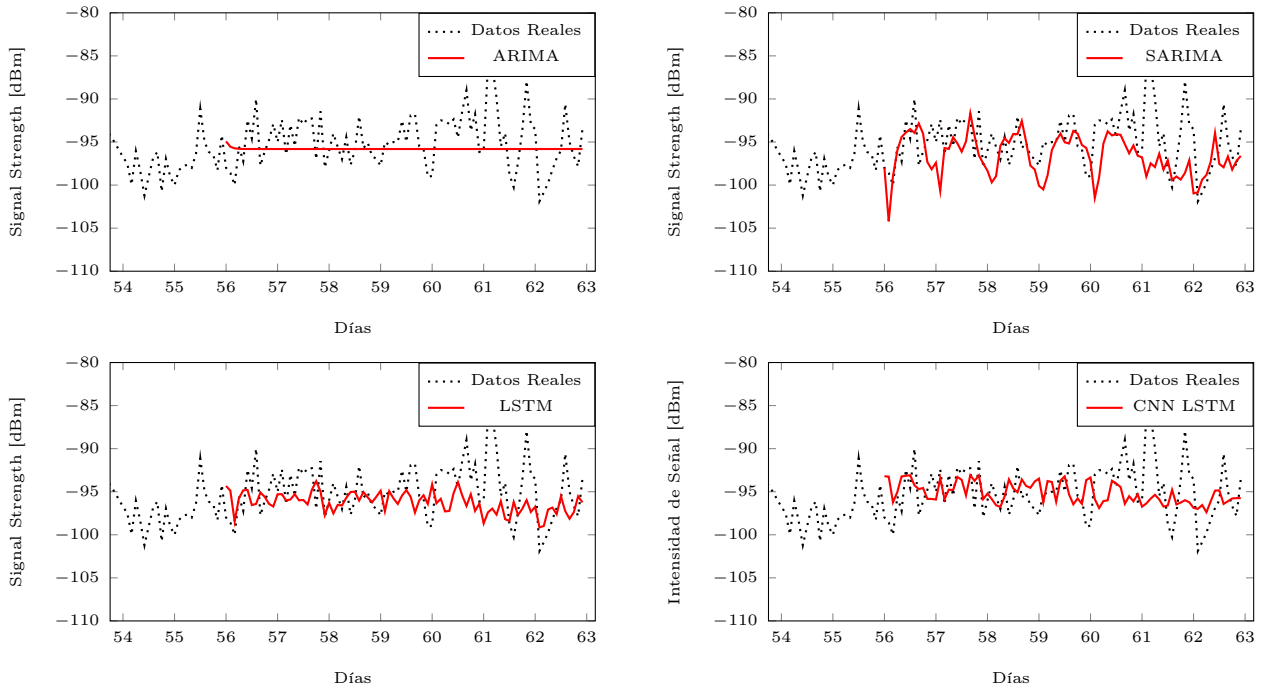 −80
−85
−90
−95
−100
−105
−110
Signal Strength [dBm]
Datos Reales
ARIMA
54 55 56 57 58 59 60 61 62 63
Días
−80
−85
−90
−95
−100
−105
−110
Signal Strength [dBm]
Datos Reales
SARIMA
54 55 56 57 58 59 60 61 62 63
Días
−80
−85
−90
−95
−100
−105
−110
Signal Strength [dBm]
Datos Reales
LSTM
54 55 56 57 58 59 60 61 62 63
Días
−80
−85
−90
−95
−100
−105
−110
Intensidad de Señal [dBm]
Datos Reales
CNN LSTM
54 55 56 57 58 59 60 61 62 63
Días